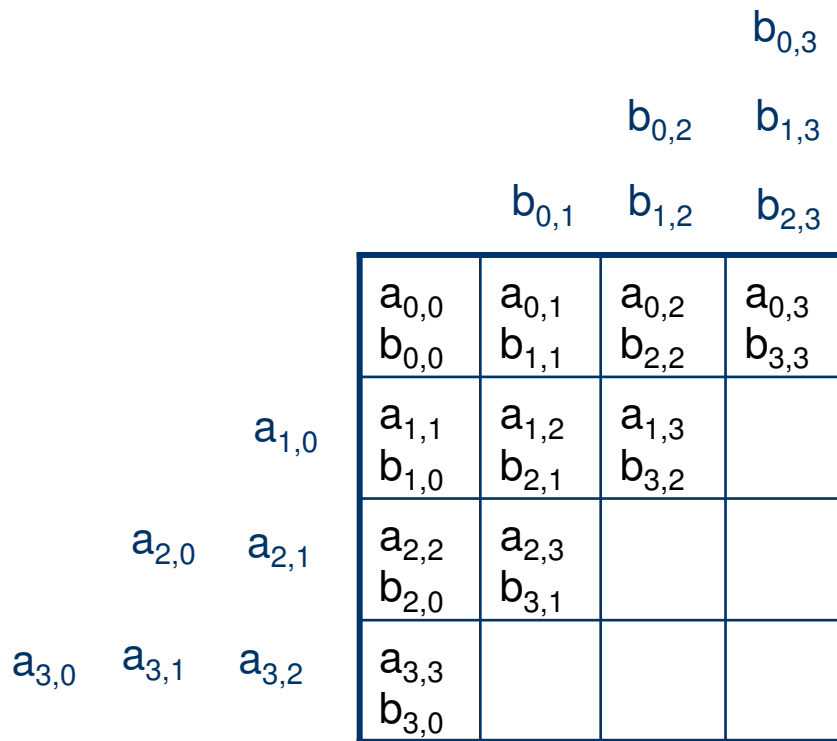 b0,3
b0,2 b1,3
b0,1 b1,2 b2,3
a0,0 a0,1 a0,2 a0,3
b0,0 b1,1 b2,2 b3,3
a1,0 a1,1 a1,2 a1,3
b1,0 b2,1 b3,2
a2,0 a2,1 a2,2 a2,3
b2,0 b3,1
a3,0 a3,1 a3,2 a3,3
b3,0